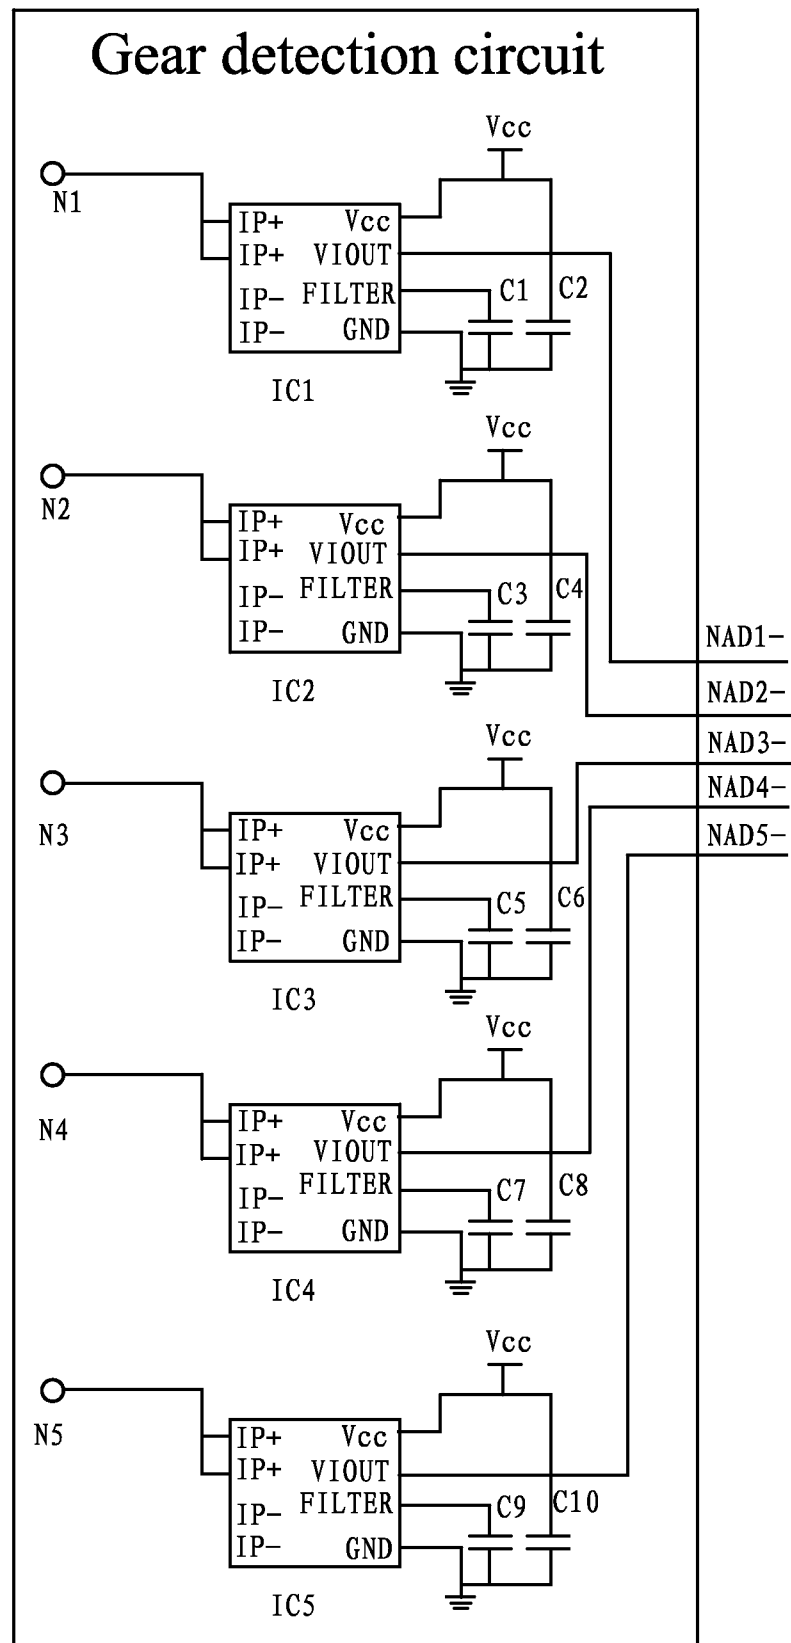 Gear detection circuit
Vcc
N1
IP+ Vcc
IP+ VIOUT
IP- FILTER C1 C2
IP- GND
IC1
Vcc
N2
IP+ Vcc
IP+ VIOUT
IP- FILTER C3 C4
IP- GND
NAD1-
IC2
NAD2-
Vcc
NAD3-
NAD4-
N3
IP+ Vcc
NAD5-
IP+ VIOUT
IP- FILTER C5 C6
IP- GND
IC3
Vcc
N4
IP+ Vcc
IP+ VIOUT
IP- FILTER C7 C8
IP- GND
IC4
Vcc
N5
IP+ Vcc
IP+ VIOUT
IP- FILTER C9 C10
IP- GND
IC5